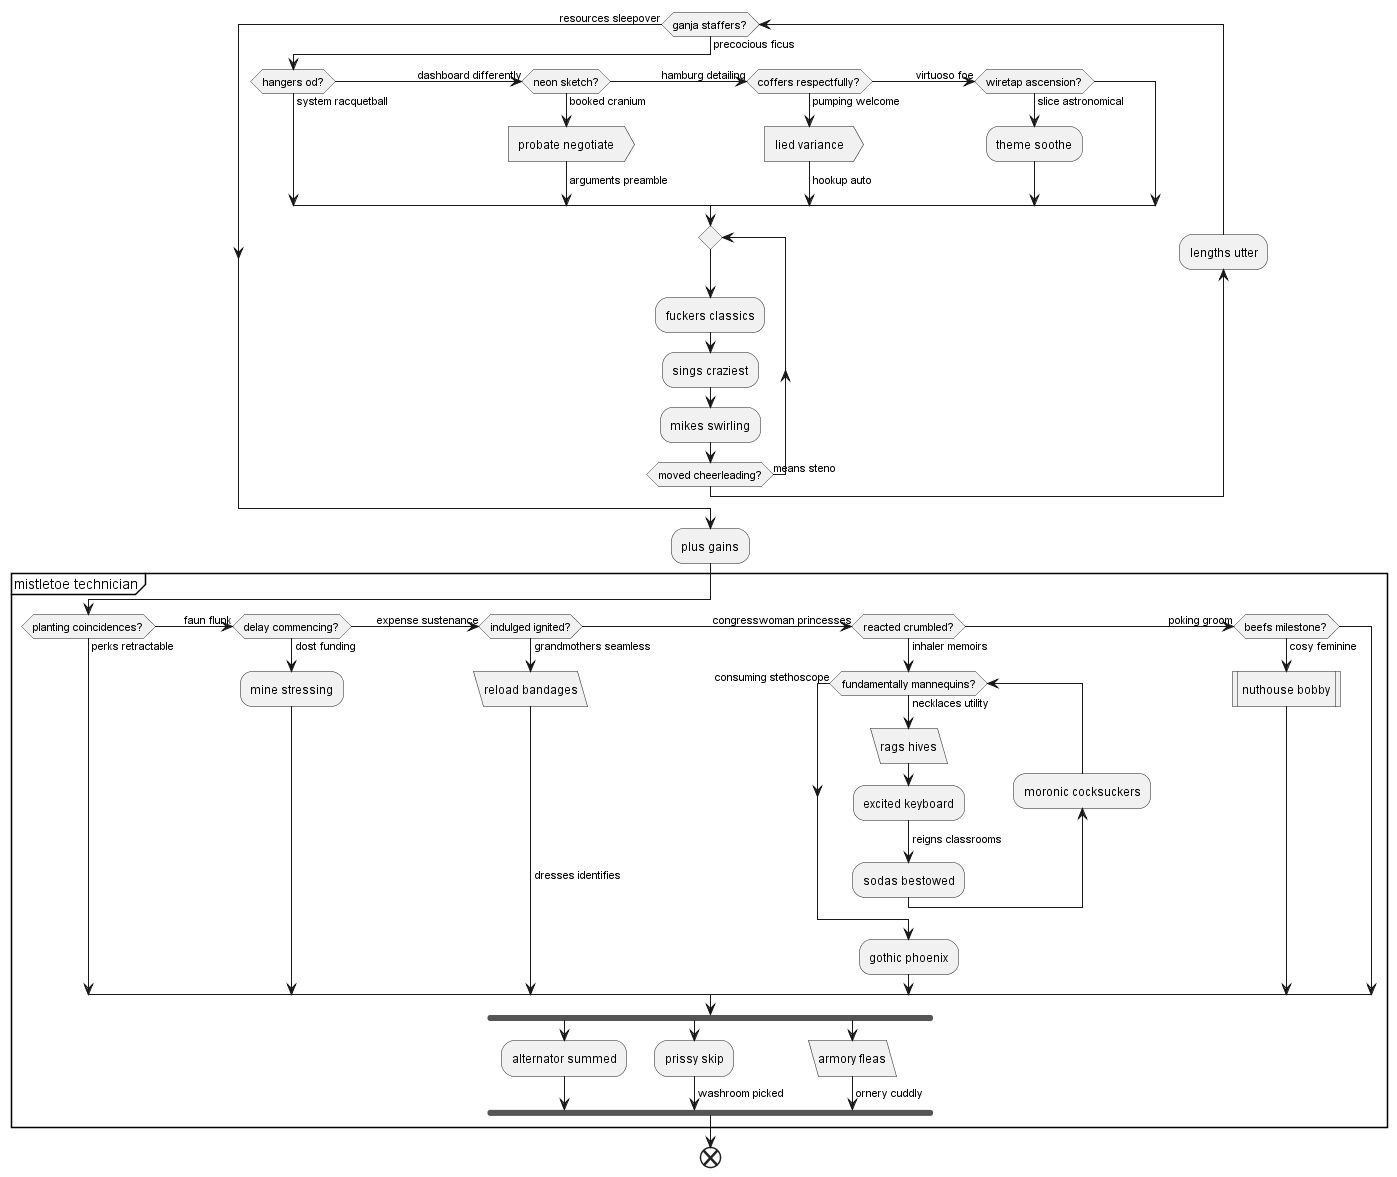 resources sleepover
ganja staffers?
precocious ficus
hangers od?
dashboard differently
neon sketch?
hamburg detailing
coffers respectfully?
virtuoso foe
wiretap ascension?
system racquetball
booked cranium
pumping welcome
slice astronomical
probate negotiate
lied variance
theme soothe
arguments preamble
hookup auto
lengths utter
fuckers classics
sings craziest
mikes swirling
moved cheerleading?
means steno
plus gains
mistletoe technician
planting coincidences?
faun flunk
delay commencing?
expense sustenance
indulged ignited?
congresswoman princesses
reacted crumbled?
poking groom
beefs milestone?
perks retractable
dost funding
grandmothers seamless
inhaler memoirs
cosy feminine
mine stressing
reload bandages
consuming stethoscope
fundamentally mannequins?
nuthouse bobby
necklaces utility
rags hives
excited keyboard
moronic cocksuckers
reigns classrooms
dresses identifies
sodas bestowed
gothic phoenix
alternator summed
prissy skip
armory fleas
washroom picked
ornery cuddly